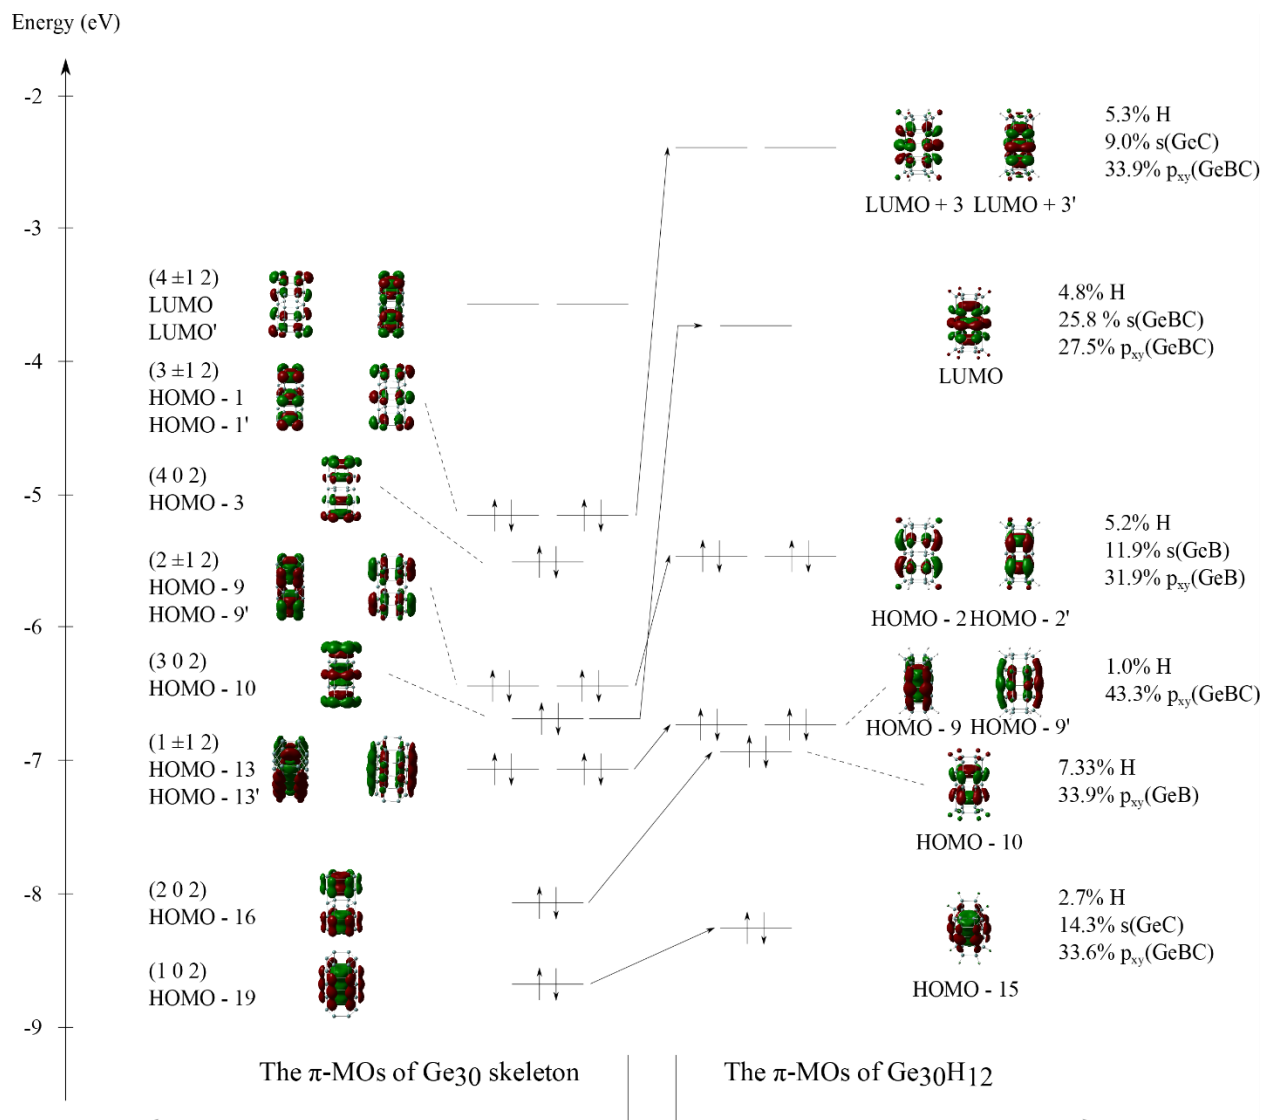 Energy (eV)
-2
-3
-4
-5
-6
-7
-8
-9
(4 ±1 2)
LUMO
LUMO'
(3 ±1 2)
HOMO - 1
HOMO - 1'
(4 0 2)
HOMO - 3
(2 ±1 2)
HOMO - 9
HOMO - 9'
(3 0 2)
HOMO - 10
(1 ±1 2)
HOMO - 13
HOMO - 13'
(2 0 2)
HOMO - 16
(1 0 2)
HOMO - 19
LUMO + 3 LUMO + 3'
5.3% H
9.0% s(GeC)
33.9% pxy(GeBC)
LUMO
4.8% H
25.8 % s(GeBC)
27.5% pxy(GeBC)
HOMO - 2 HOMO - 2'
5.2% H
11.9% s(GeB)
31.9% pxy(GeB)
HOMO - 9 HOMO - 9'
1.0% H
43.3% pxy(GeBC)
HOMO - 10
7.33% H
33.9% pxy(GeB)
HOMO - 15
2.7% H
14.3% s(GeC)
33.6% pxy(GeBC)
The π-MOs of Ge30 skeleton
The π-MOs of Ge30H12